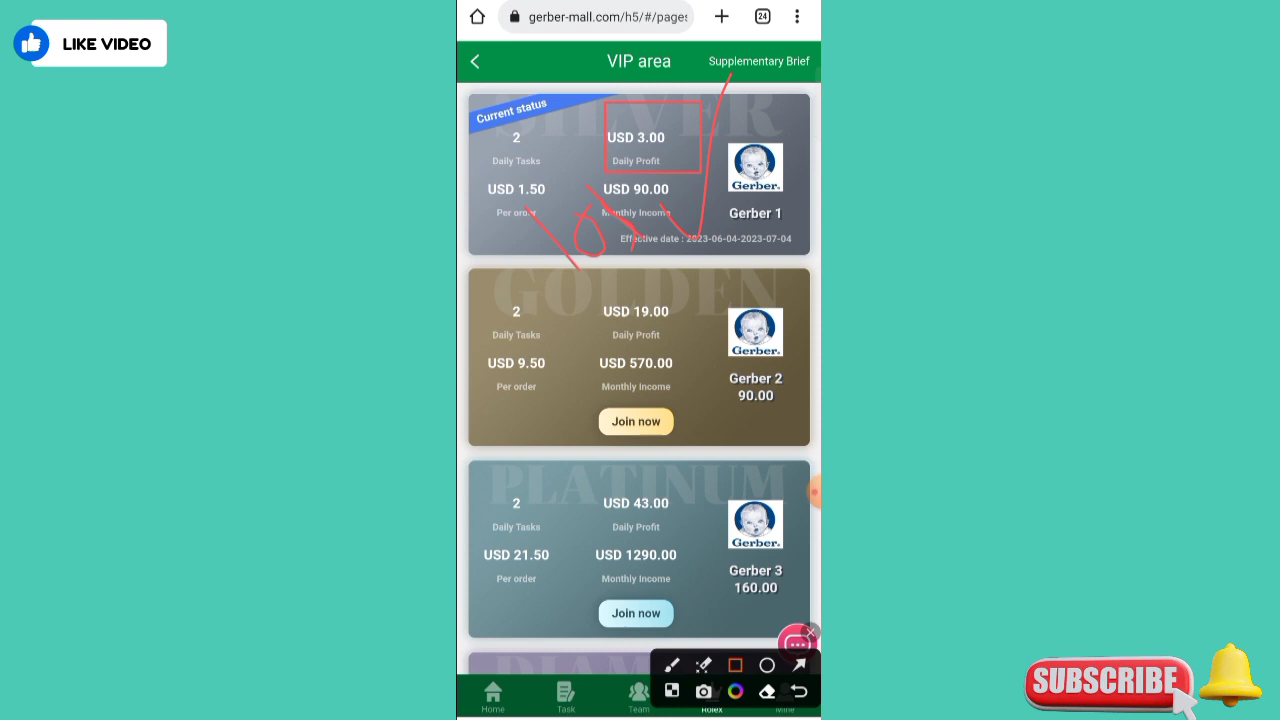 LIKE VIDEO
gerber-mall.com/h5/#/pages
24
VIP area
Supplementary Brief
SILVER
Current status
2
Daily Tasks
USD 3.00
Daily Profit
USD 1.50
Per order
USD 90.00
Monthly Income
Gerber.
Gerber 1
Effective date : 2023-06-04-2023-07-04
GOLDEN
2
Daily Tasks
USD 19.00
Daily Profit
USD 9.50
Per order
USD 570.00
Monthly Income
Gerber.
Gerber 2
90.00
Join now
PLATINUM
2
Daily Tasks
USD 43.00
Daily Profit
USD 21.50
Per order
USD 1290.00
Monthly Income
Gerber.
Gerber 3
160.00
Join now
Home
Task
Team
Rolex
Mine
SUBSCRIBE